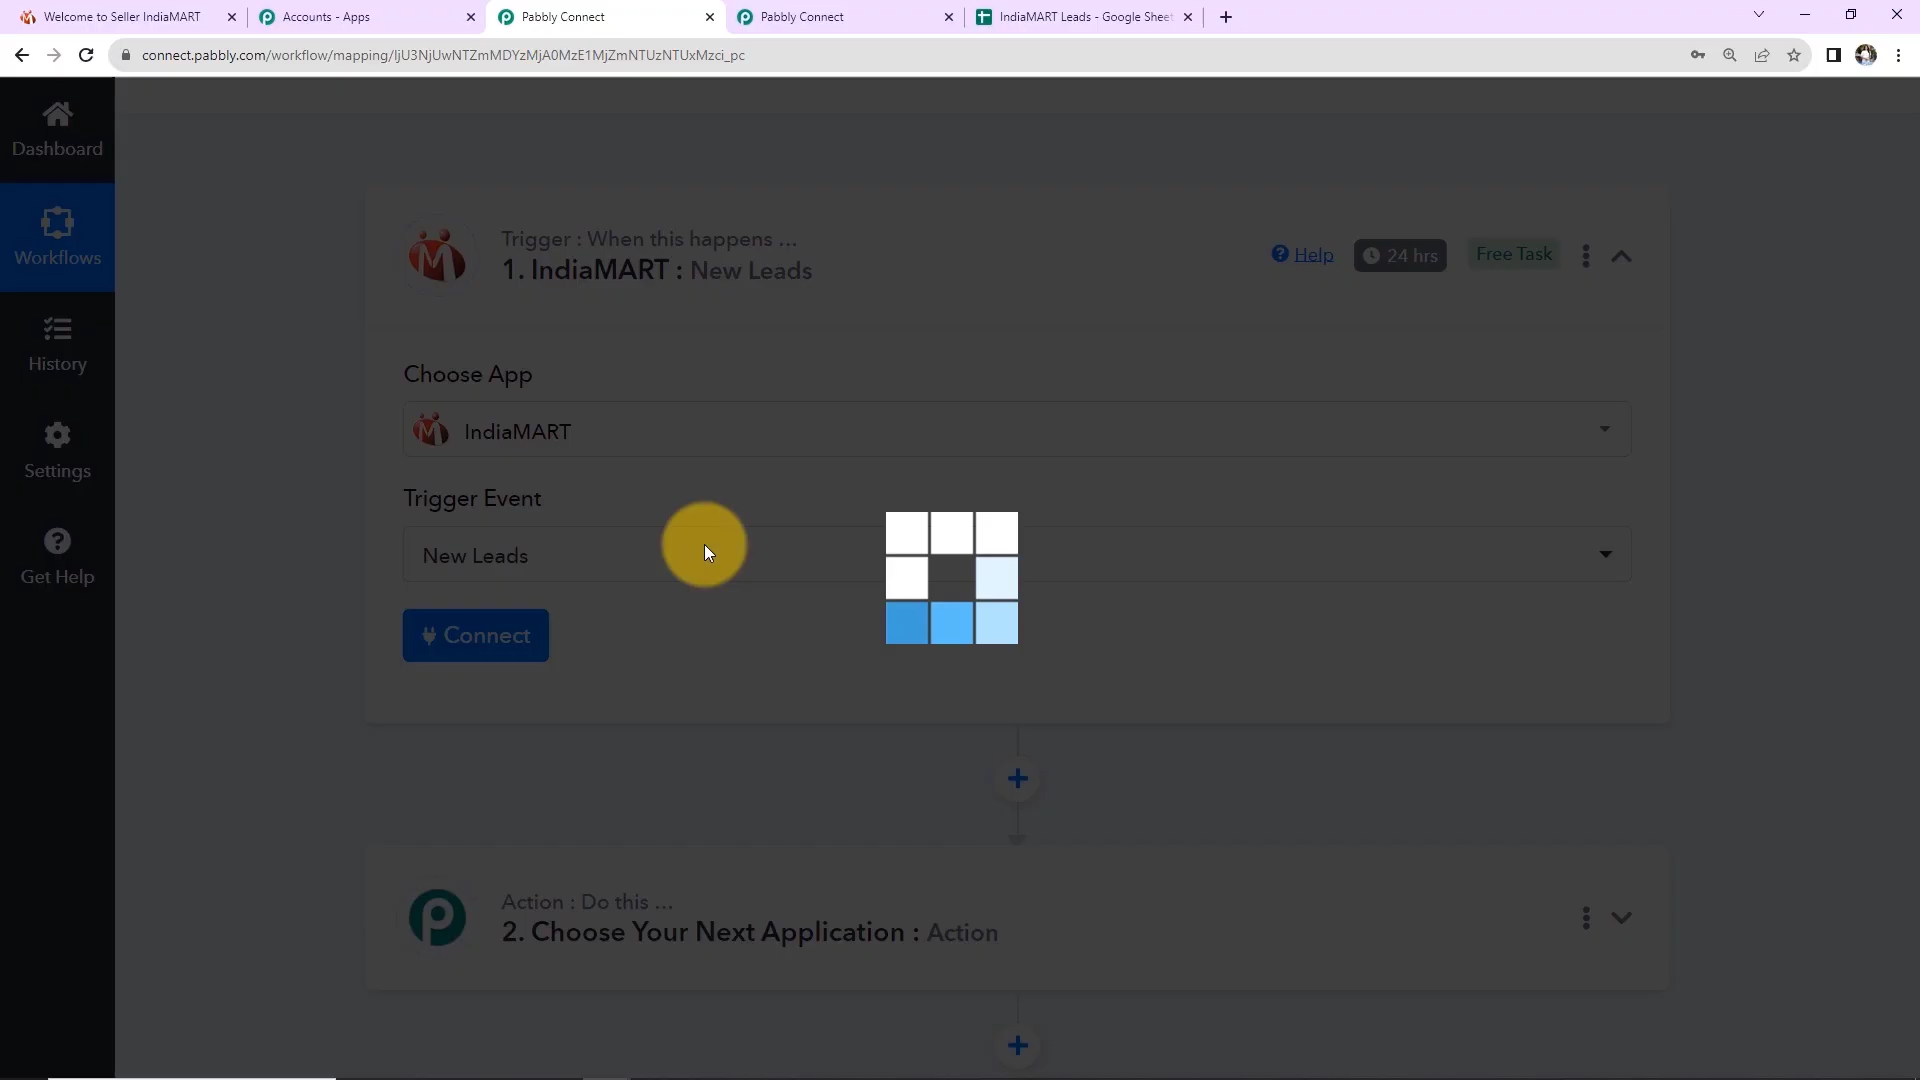 Welcome to Seller IndiaMART
Accounts - Apps
Pabbly Connect
Pabbly Connect
IndiaMART Leads - Google Sheet
connect.pabbly.com/workflow/mapping/IjU3NjUwNTZmMDYzMjA0MzE1MjZmNTUzNTUxMzci_pc
Dashboard
Workflows
History
Settings
Get Help
Trigger : When this happens ...
1. IndiaMART : New Leads
Help
24 hrs
Free Task
Choose App
IndiaMART
Trigger Event
New Leads
Connect
Action : Do this ...
2. Choose Your Next Application : Action